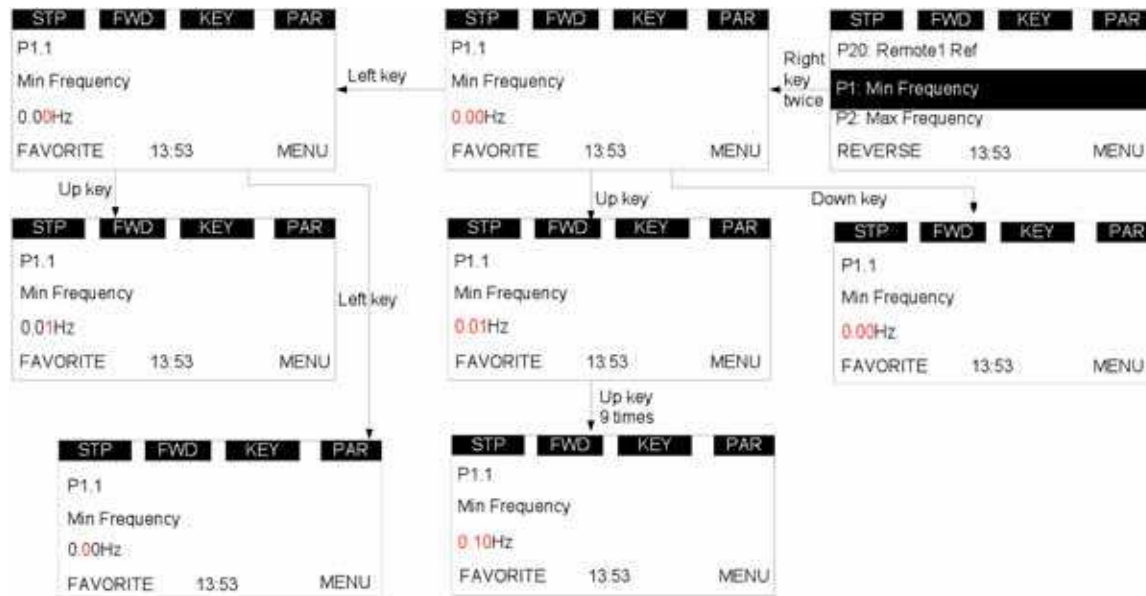 STP FWD KEY PAR
P1.1
Min Frequency
0.00Hz
FAVORITE 13:53 MENU
Left key
STP FWD KEY PAR
P1.1
Min Frequency
0.00Hz
FAVORITE 13:53 MENU
Right
key
twice
STP FWD KEY PAR
P20: Remote1 Ref
P1: Min Frequency
P2: Max Frequency
REVERSE 13:53 MENU
Up key
Up key
Down key
STP FWD KEY PAR
P1.1
Min Frequency
0.01Hz
FAVORITE 13:53 MENU
Left key
STP FWD KEY PAR
P1.1
Min Frequency
0.01Hz
FAVORITE 13:53 MENU
STP FWD KEY PAR
P1.1
Min Frequency
0.00Hz
FAVORITE 13:53 MENU
Up key
9 times
STP FWD KEY PAR
P1.1
Min Frequency
0.00Hz
FAVORITE 13:53 MENU
STP FWD KEY PAR
P1.1
Min Frequency
0.10Hz
FAVORITE 13:53 MENU